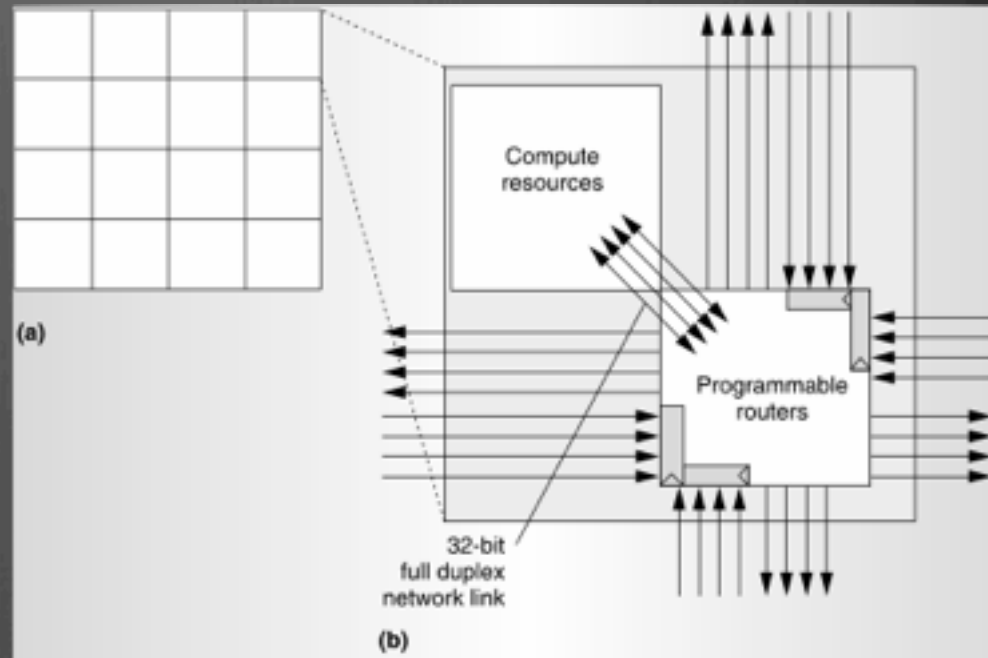 Compute
resources
(a)
Programmable
routers
32-bit
full duplex
network link
(b)